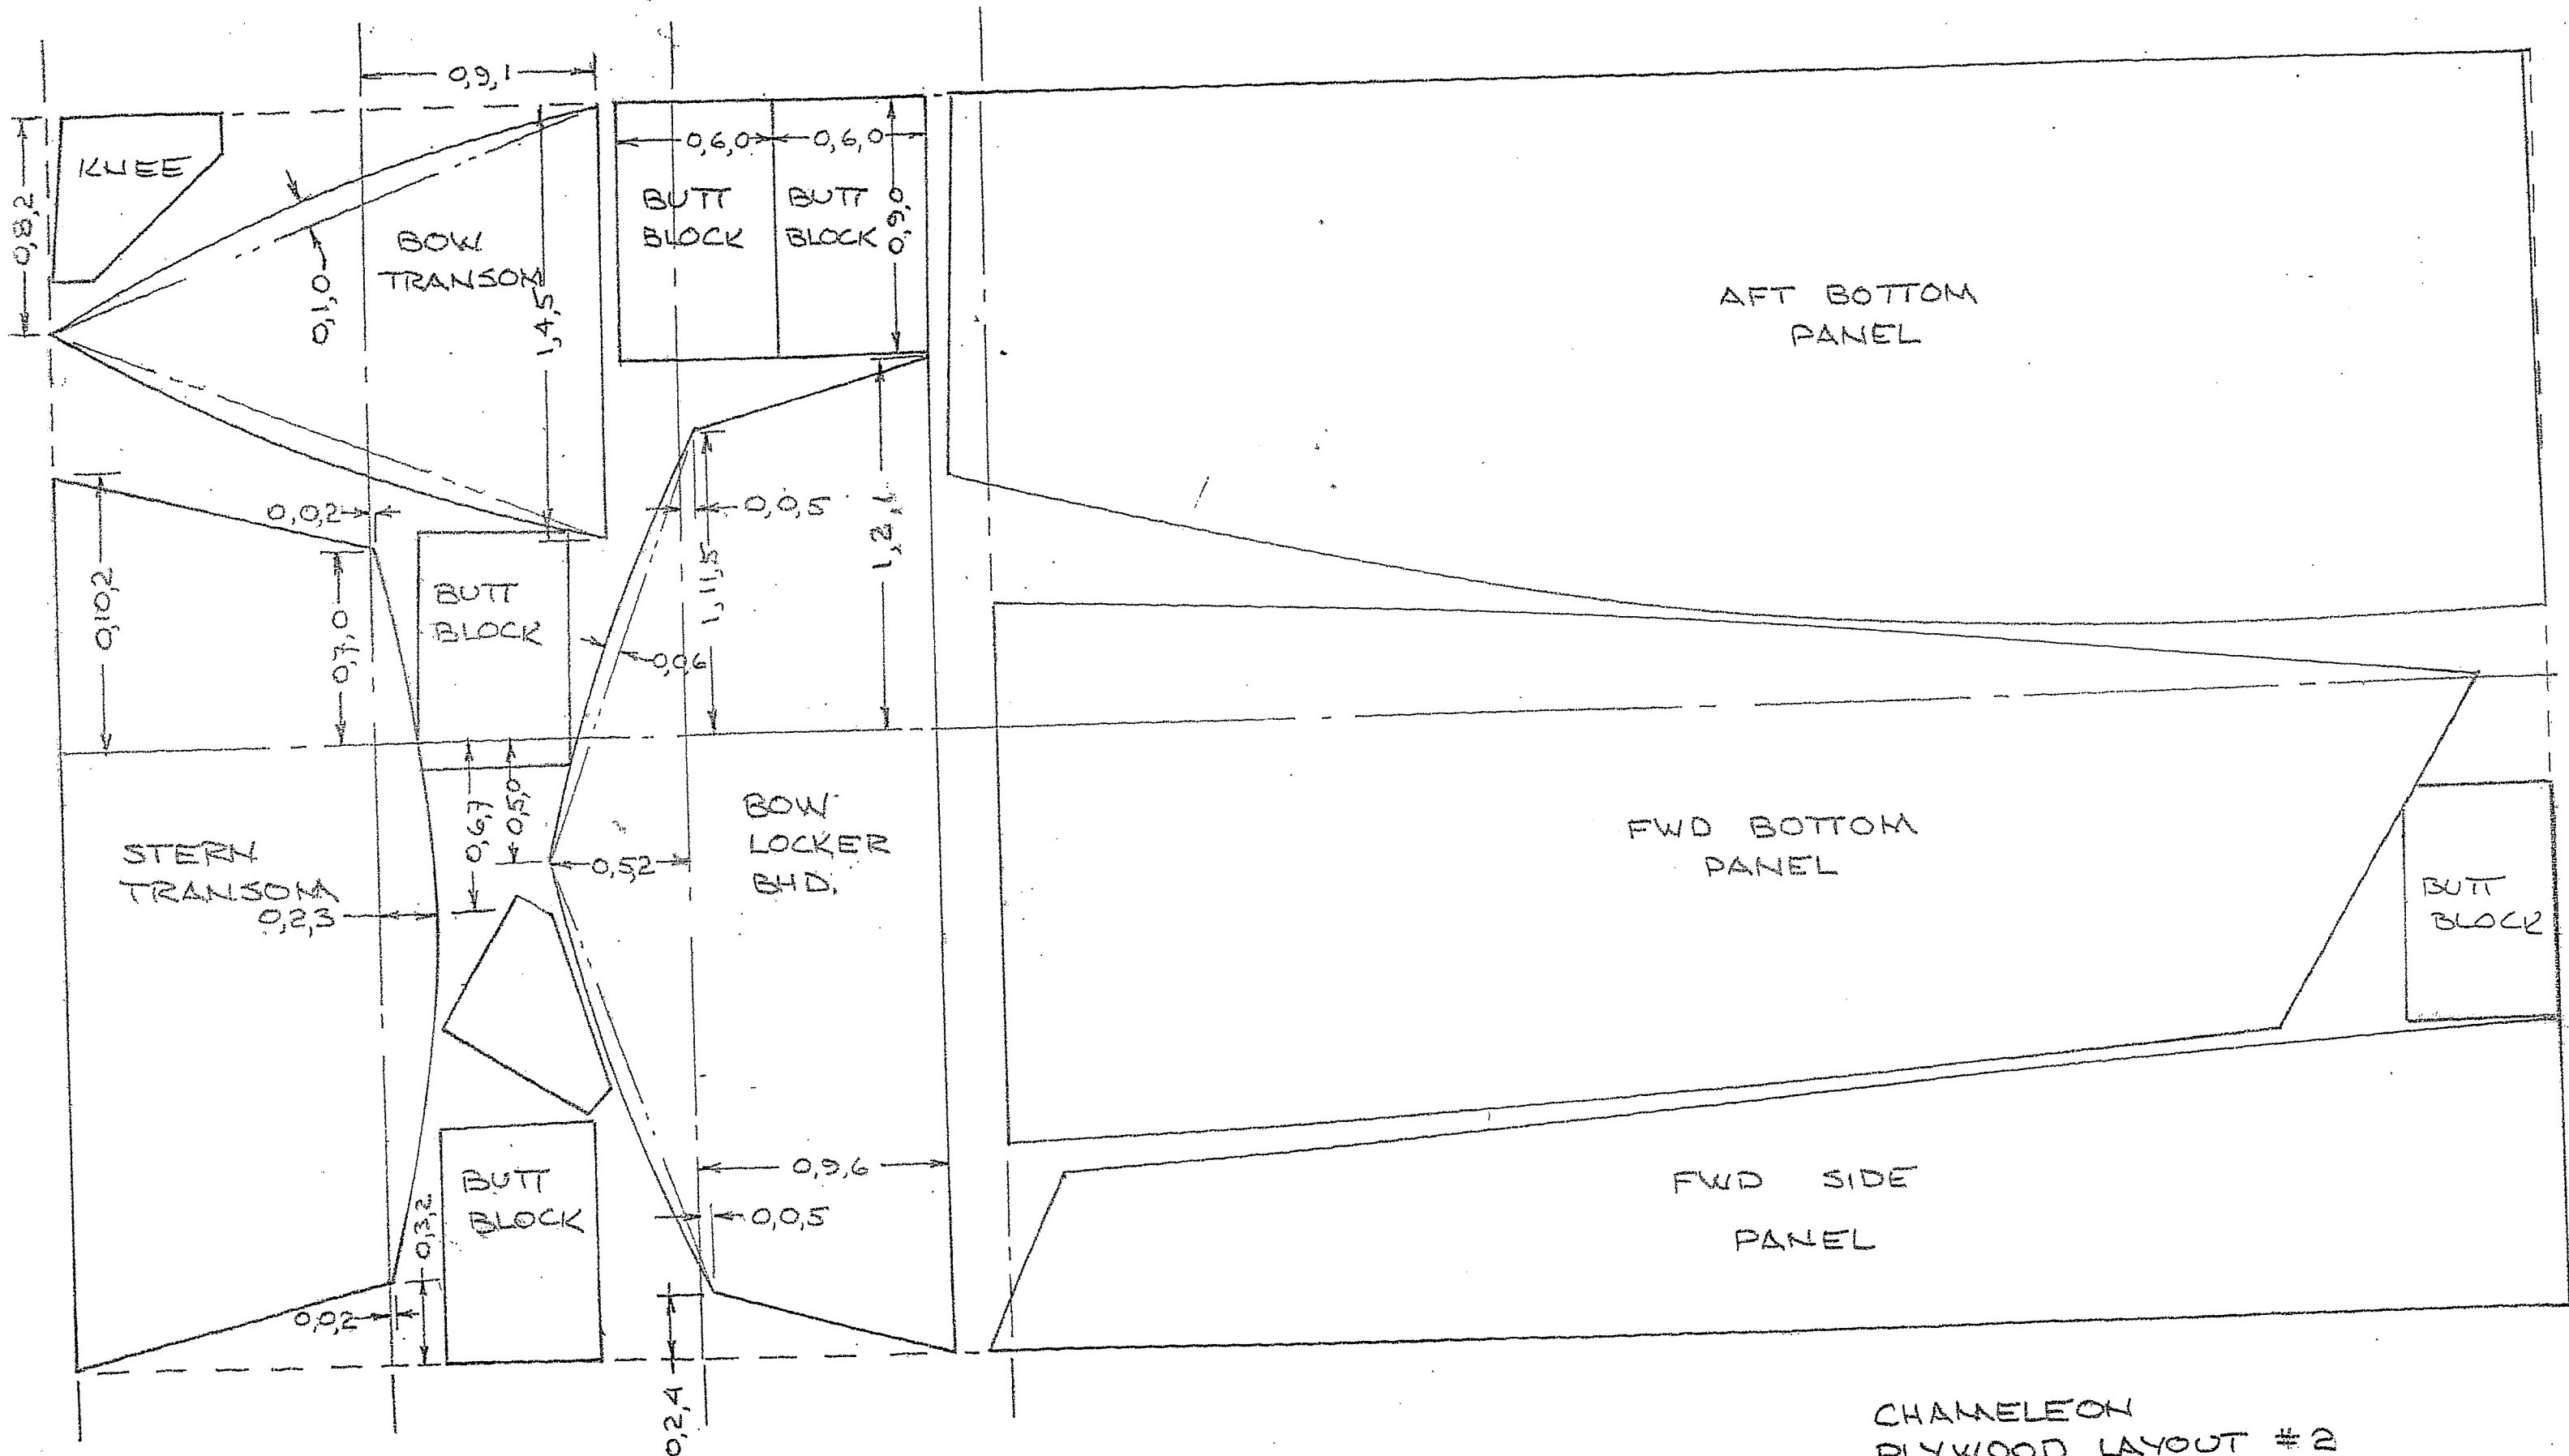 0,9,1
0,8,2
KNEE
0,1,0
BOW
TRANSOM
1,4,5
0,6,0
0,6,0
BUTT
BLOCK
BUTT
BLOCK
0,9,0
AFT BOTTOM
PANEL
0,0,2
0,10,2
0,7,0
BUTT
BLOCK
0,0,5
1,11,5
1,2,1
0,0,6
0,6,7
0,5,0
0,5,2
STERN
TRANSOM
0,2,3
BOW
LOCKER
BHD.
FWD BOTTOM
PANEL
BUTT
BLOCK
0,9,6
0,0,5
BUTT
BLOCK
0,3,2
0,0,2
0,2,4
FWD SIDE
PANEL
CHAMELEON
PLYWOOD LAYOUT #2